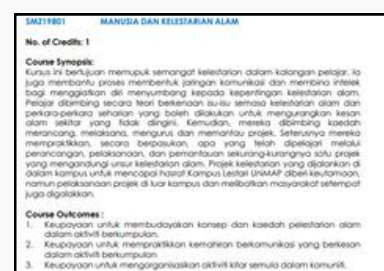 SMZ19801 MANUSIA DAN KELESTARIAN ALAM
No. of Credits: 1
Course Synopsis:
Kursus ini bertujuan memupuk semangat kelestarian dalam kalangan pelajar. Ia
juga membantu proses membentuk jaringan komunikasi dan membina intelek
bagi menggiatkan diri menyumbang kepada kepentingan kelestarian alam.
Pelajar dibimbing secara teori berkenaan isu-isu semasa kelestarian alam dan
perkara-perkara seharian yang boleh dilakukan untuk mengurangkan kesan
alam sekitar yang tidak diingini. Kemudian, mereka dibimbing kaedah
merancang, melaksana, mengurus dan memantau projek. Seterusnya mereka
mempraktikkan, secara berpasukan, apa yang telah dipelajari melalui
perancangan, pelaksanaan, dan pemantauan sekurang-kurangnya satu projek
yang mengandungi unsur kelestarian alam. Projek kelestarian yang dijalankan di
dalam kampus untuk mencapai hasrat Kampus Lestari UniMAP diberi keutamaan,
namun pelaksanaan projek di luar kampus dan melibatkan masyarakat setempat
juga digalakkan.
Course Outcomes :
1. Keupayaan untuk membudayakan konsep dan kaedah pelestarian alam
dalam aktiviti berkumpulan.
2. Keupayaan untuk mempraktikkan kemahiran berkomunikasi yang berkesan
dalam aktiviti berkumpulan
3. Keupayaan untuk mengorganisasikan aktiviti kitar semula dalam komuniti.